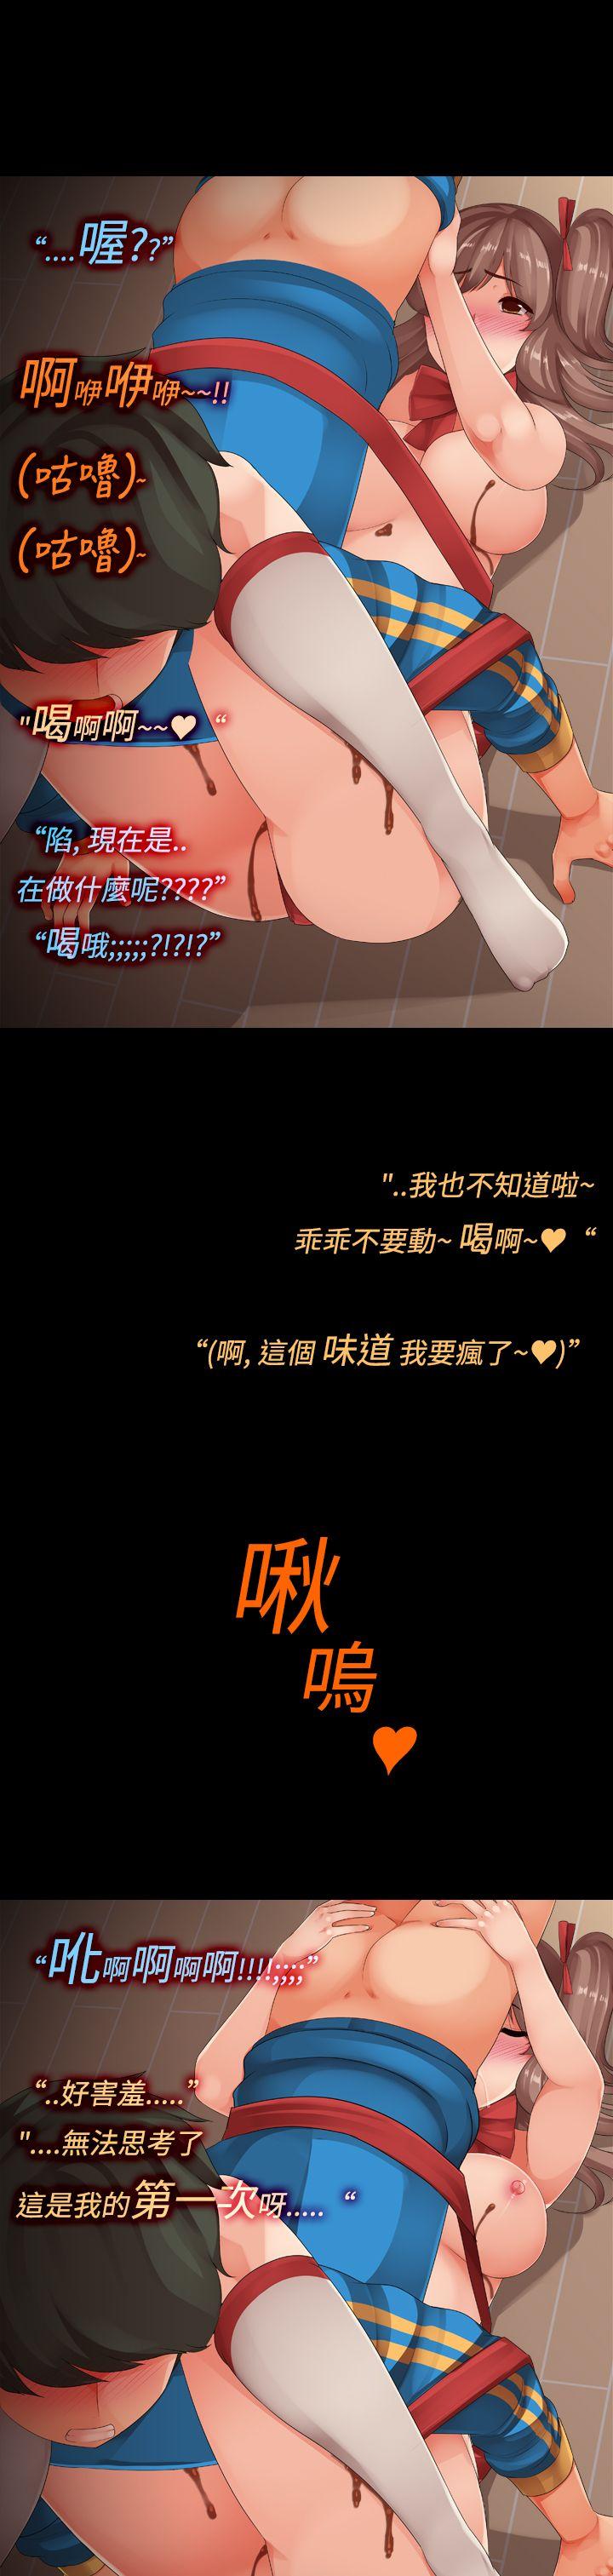 “....喔??”
啊咿咿咿~~!!
(咕嚕)~
(咕嚕)~
"喝啊啊~~♥ “
“陷, 現在是..
在做什麼呢????”
“喝哦;;;;;?!?!?”
"..我也不知道啦~
乖乖不要動~ 喝啊~♥ “
“(啊, 這個 味道 我要瘋了~♥)”
啾
嗚
♥
“吪啊啊啊啊!!!!;;;;”
“..好害羞.....”
"....無法思考了
這是我的第一次呀..... “